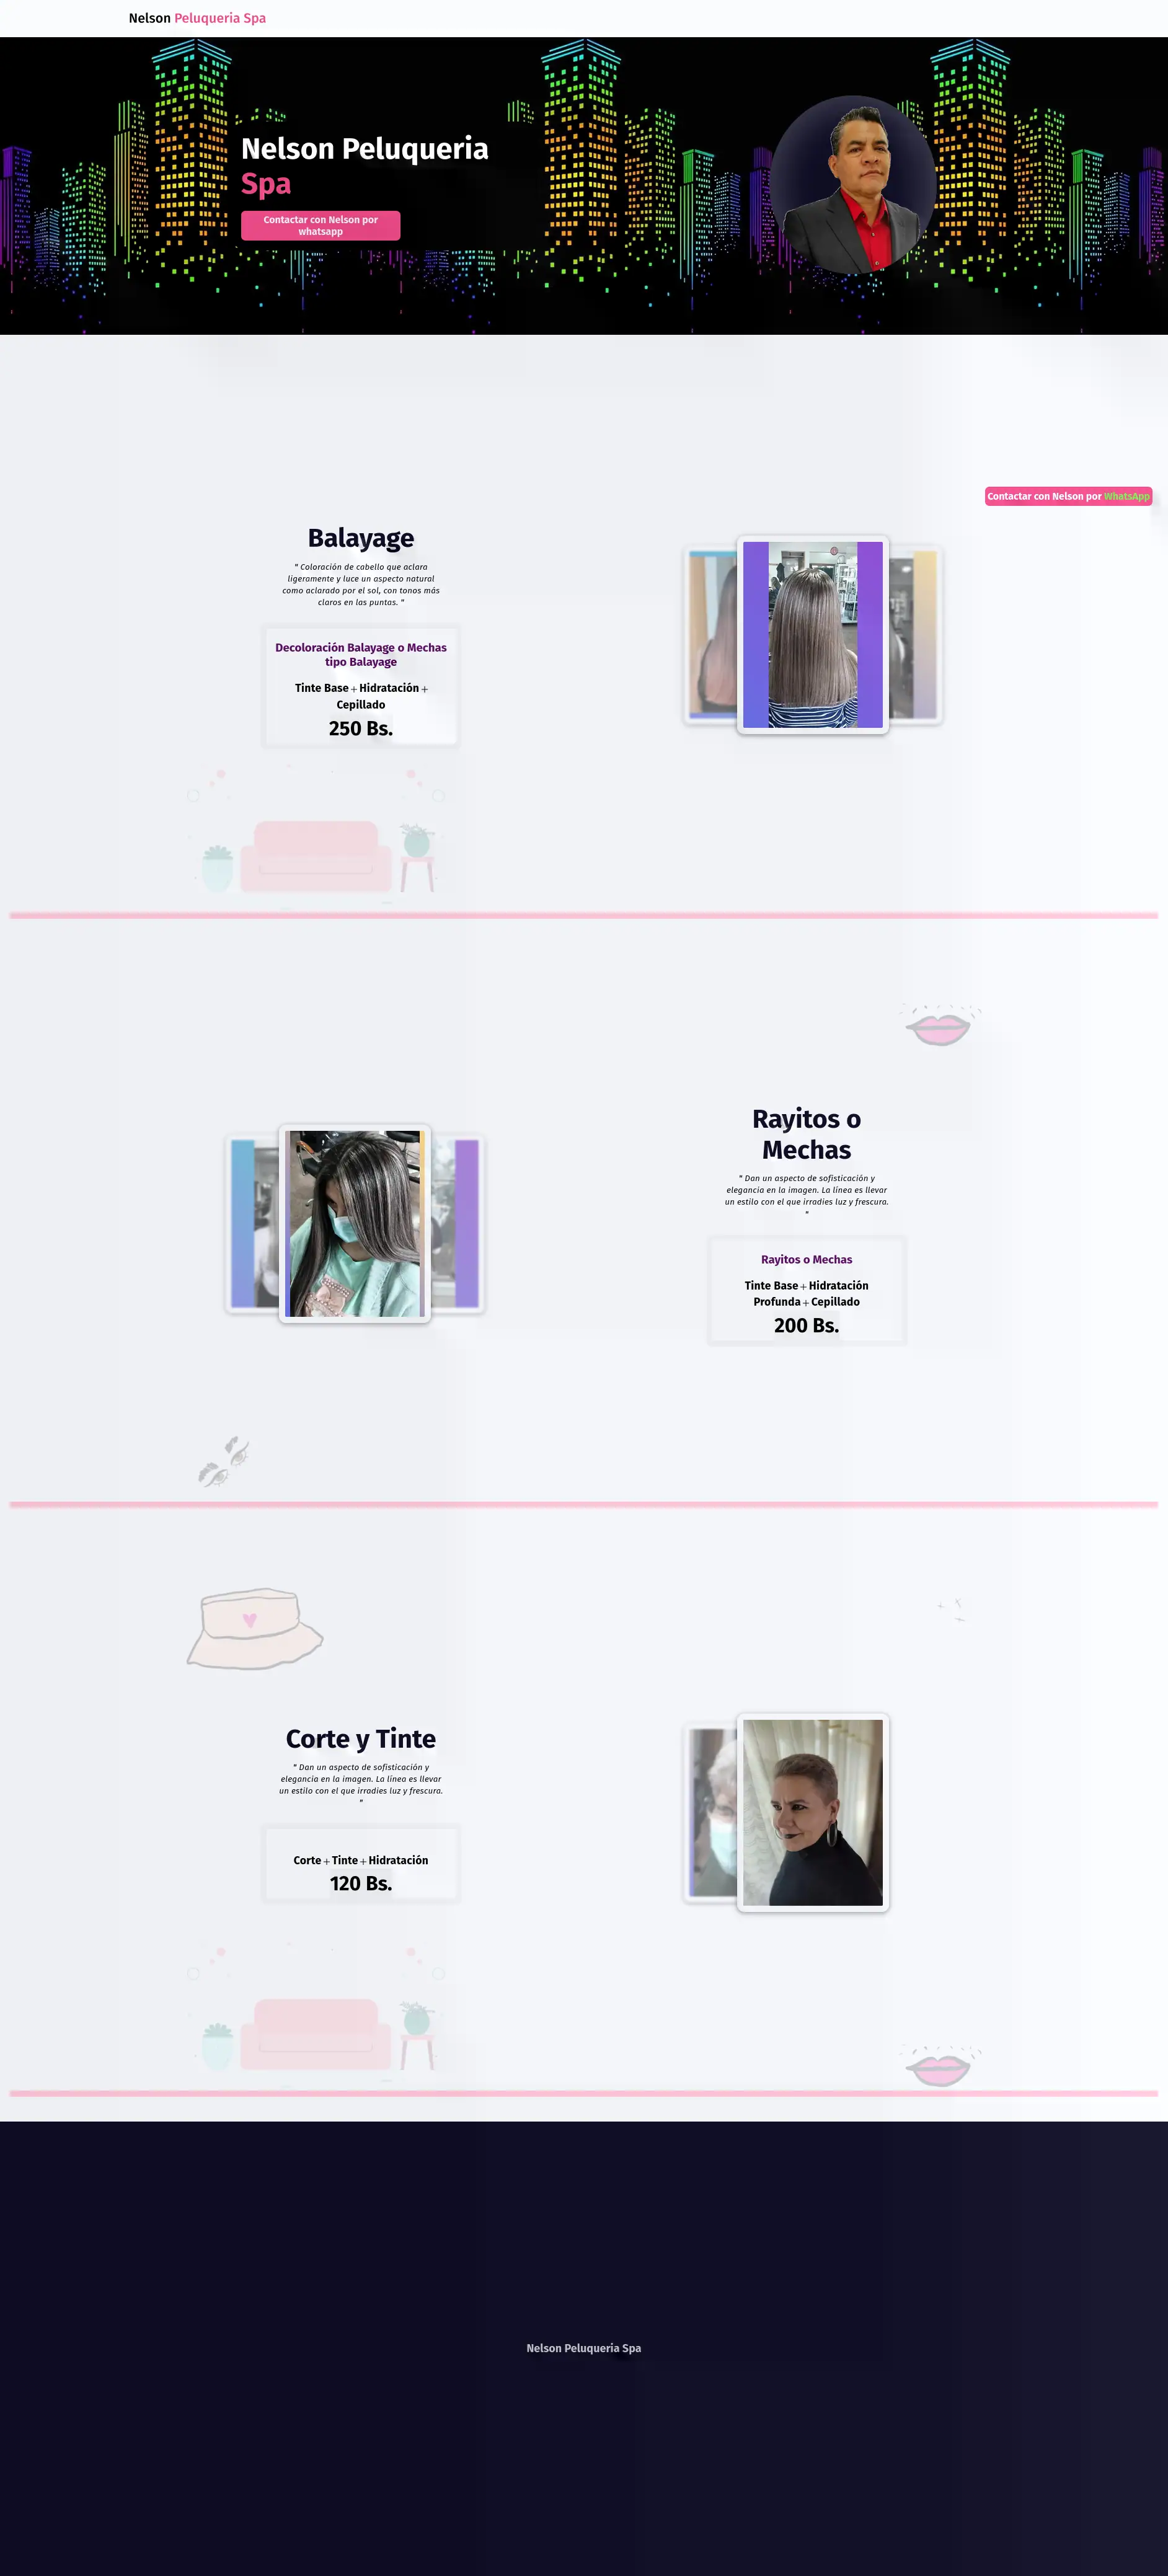 Nelson Peluqueria Spa
Nelson Peluqueria
Spa
Contactar con Nelson por
whatsapp
Contactar con Nelson por WhatsApp
Balayage
" Coloración de cabello que aclara
ligeramente y luce un aspecto natural
como aclarado por el sol, con tonos más
claros en las puntas. "
Decoloración Balayage o Mechas
tipo Balayage
Tinte Base + Hidratación +
Cepillado
250 Bs.
Rayitos o
Mechas
" Dan un aspecto de sofisticación y
elegancia en la imagen. La línea es llevar
un estilo con el que irradies luz y frescura.
"
Rayitos o Mechas
Tinte Base + Hidratación
Profunda + Cepillado
200 Bs.
Corte y Tinte
" Dan un aspecto de sofisticación y
elegancia en la imagen. La línea es llevar
un estilo con el que irradies luz y frescura.
"
Corte + Tinte + Hidratación
120 Bs.
Nelson Peluqueria Spa